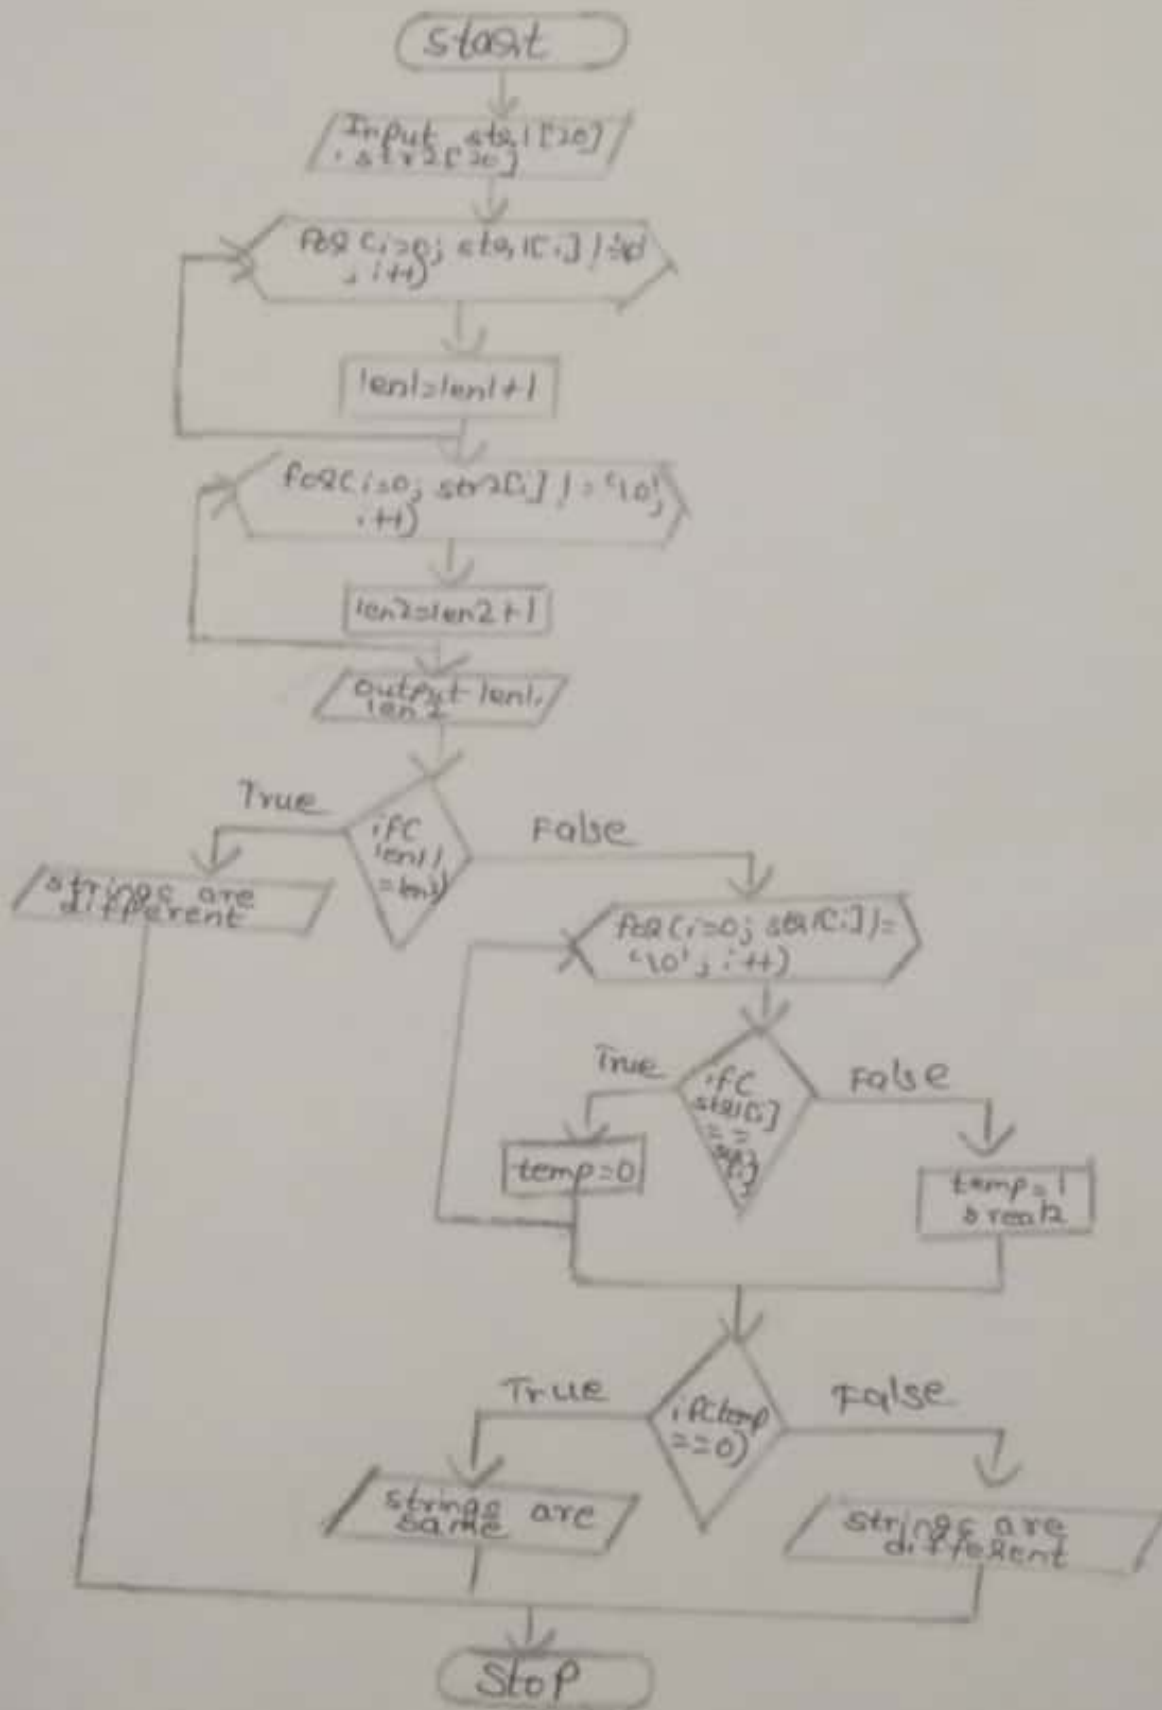 start
Input str1[20]
, str2[20]
for(i=0; str1[i]
, i++)
len1=len1+1
for(i=0; str2[i] != '\0',
i++)
len2=len2+1
output len1,
len2
True
if(
len1!
=len2)
False
strings are
different
for(i=0; str1[i]!=
'\0'; i++)
True
if(
str1[i]
==
False
temp=0
temp=1
break
True
if(temp
==0)
False
strings are
same
strings are
different
Stop